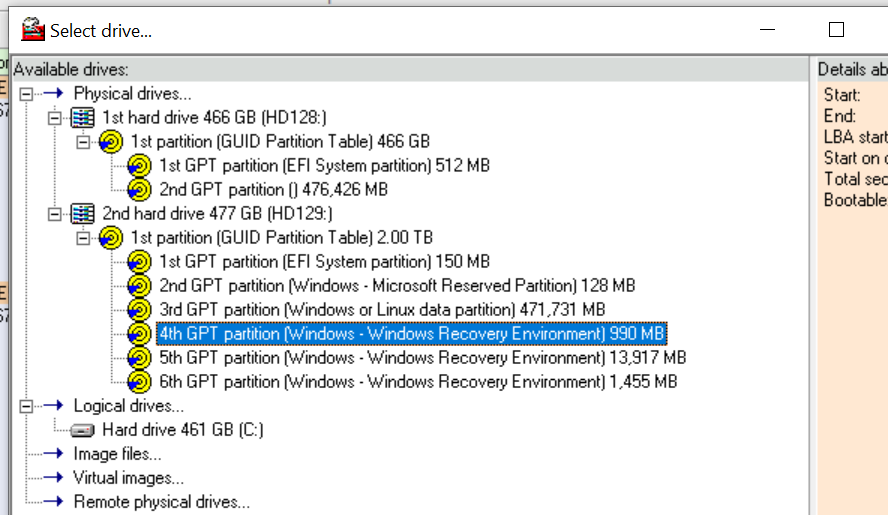 Select drive...
Available drives:
Details ab
Physical drives...
Start:
1st hard drive 466 GB (HD128:)
End:
1st partition (GUID Partition Table) 466 GB
LBA start
1st GPT partition (EFI System partition) 512 MB
Start on
2nd GPT partition () 476,426 MB
Total sec
2nd hard drive 477 GB (HD129:)
Bootable
1st partition (GUID Partition Table) 2.00 TB
1st GPT partition (EFI System partition) 150 MB
2nd GPT partition (Windows - Microsoft Reserved Partition) 128 MB
3rd GPT partition (Windows or Linux data partition) 471,731 MB
4th GPT partition (Windows - Windows Recovery Environment) 990 MB
5th GPT partition (Windows - Windows Recovery Environment) 13,917 MB
6th GPT partition (Windows - Windows Recovery Environment) 1,455 MB
Logical drives...
Hard drive 461 GB (C:)
Image files...
Virtual images...
Remote physical drives...